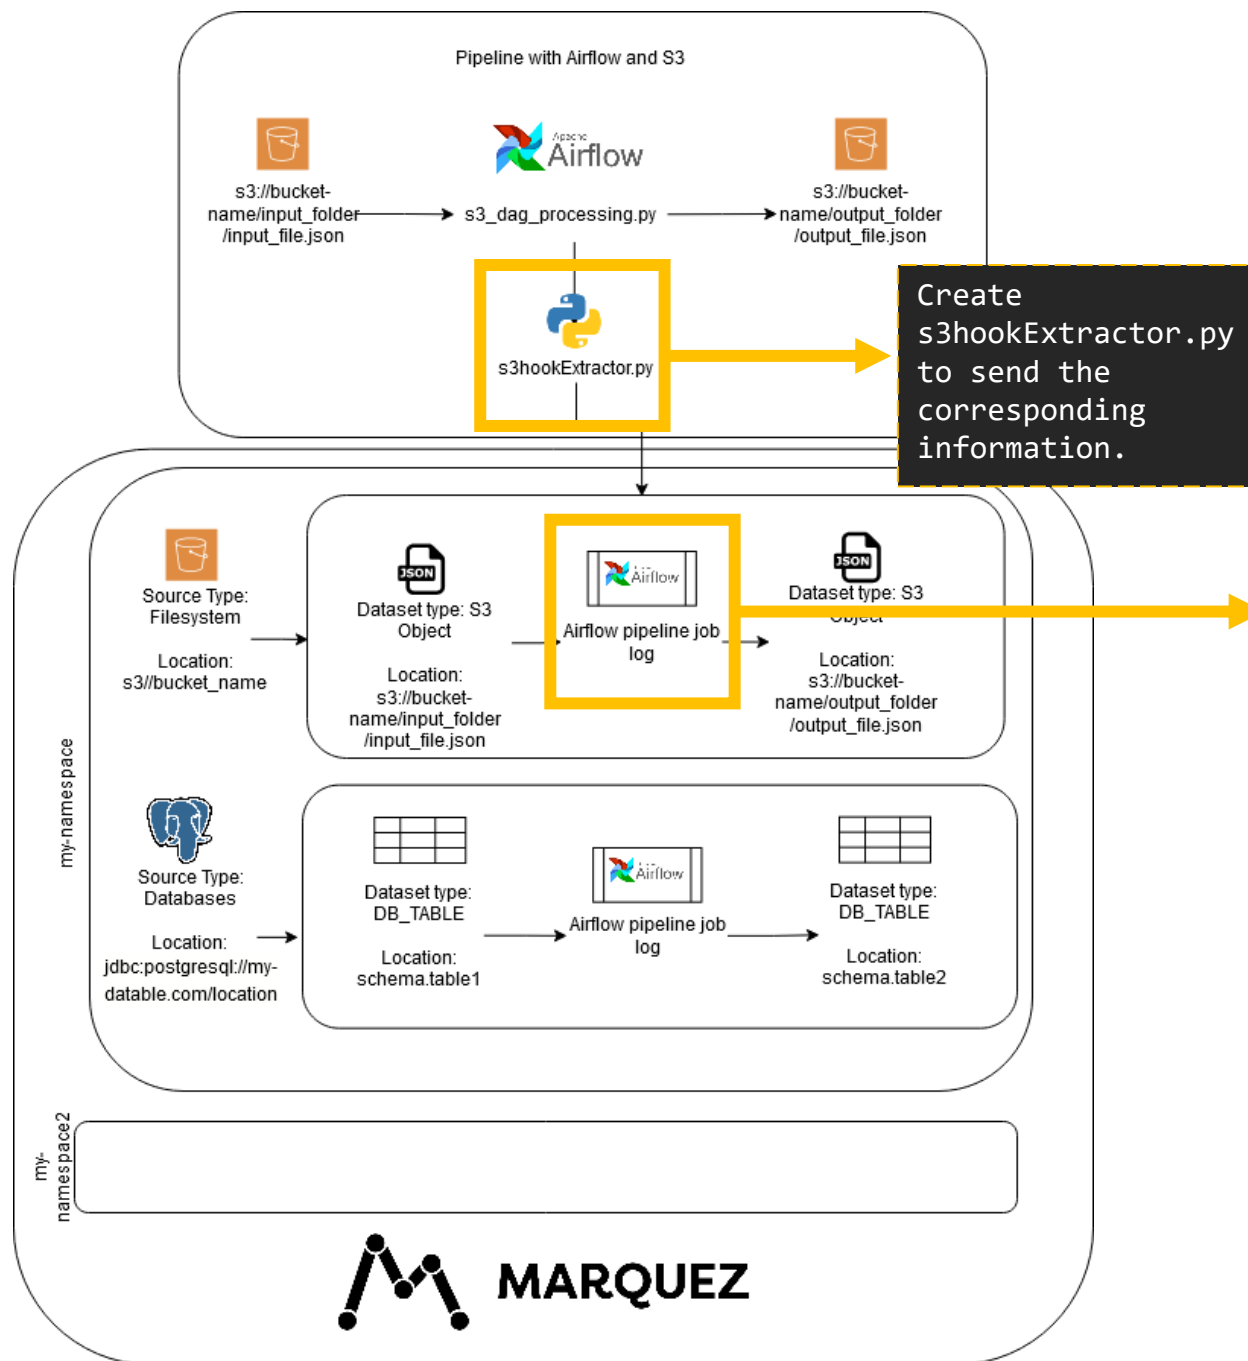 Pipeline with Airflow and S3
Apache
Airflow
s3://bucket-
name/input_folder
/input_file.json
s3_dag_processing.py
s3://bucket-
name/output_folder
/output_file.json
s3hookExtractor.py
Create
s3hookExtractor.py
to send the
corresponding
information.
my-namespace
Source Type:
Filesystem
Location:
s3//bucket_name
JSON
Dataset type: S3
Object
Location:
s3://bucket-
name/input_folder
/input_file.json
Airflow
Airflow pipeline job
log
JSON
Dataset type: S3
Object
Location:
s3://bucket-
name/output_folder
/output_file.json
Source Type:
Databases
Location:
jdbc:postgresql://my-
datable.com/location
Dataset type:
DB_TABLE
Location:
schema.table1
Airflow
Airflow pipeline job
log
Dataset type:
DB_TABLE
Location:
schema.table2
my-
namespace2
MARQUEZ